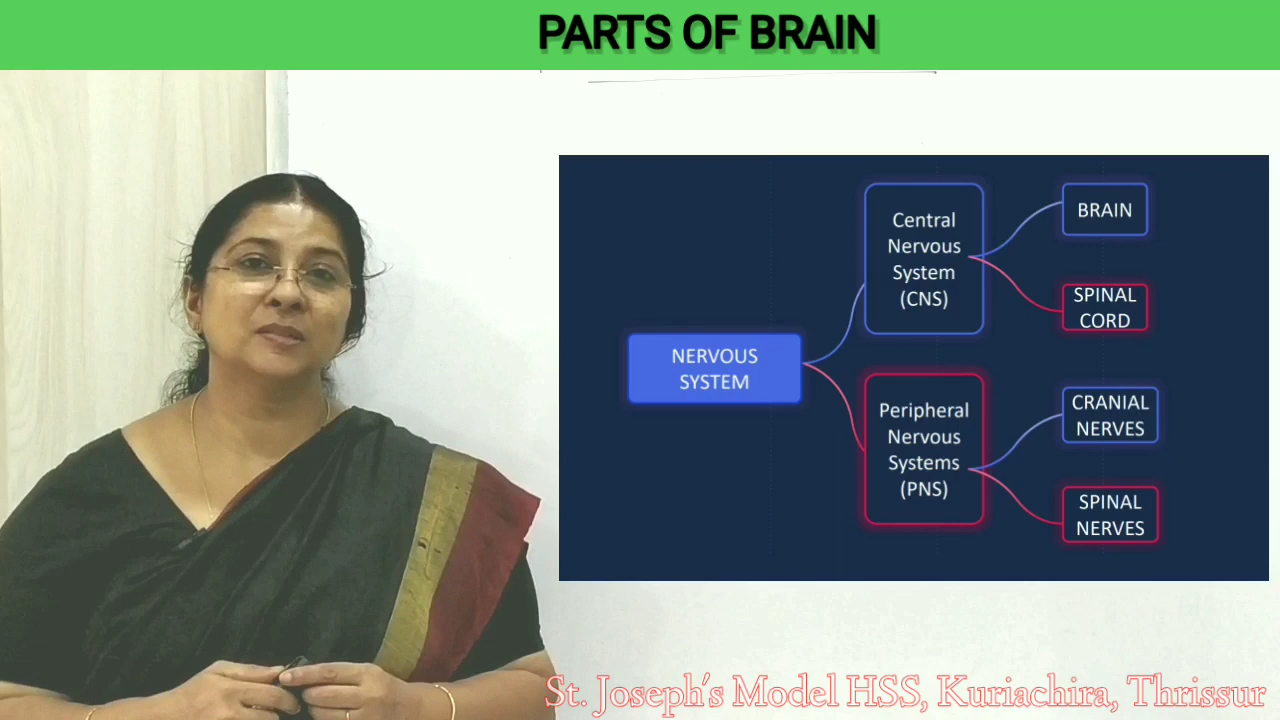 PARTS OF BRAIN
NERVOUS
SYSTEM
Central
Nervous
System
(CNS)
BRAIN
SPINAL
CORD
Peripheral
Nervous
Systems
(PNS)
CRANIAL
NERVES
SPINAL
NERVES
St. Joseph's Model HSS, Kuriachira, Thrissur